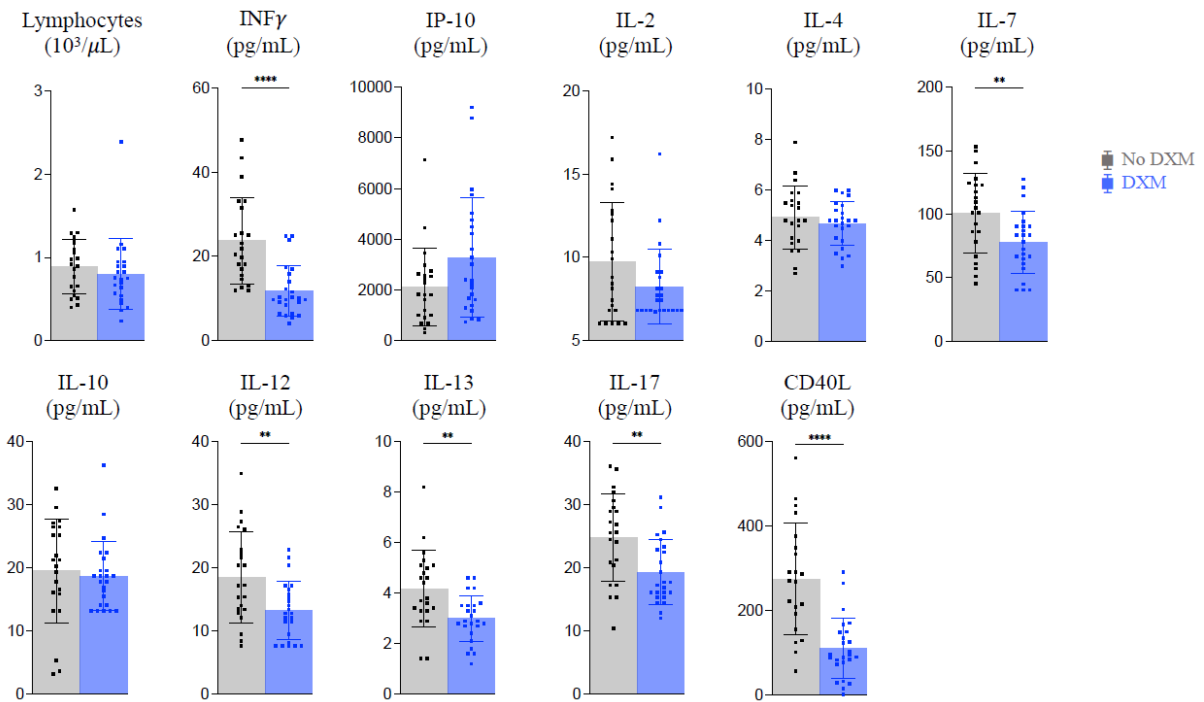 Lymphocytes
(10³/μL)
INFγ
(pg/mL)
IP-10
(pg/mL)
IL-2
(pg/mL)
IL-4
(pg/mL)
IL-7
(pg/mL)
3
2
1
0
60
40
20
0
****
10000
8000
6000
4000
2000
0
20
15
10
5
10
8
6
4
2
0
150
200
100
50
0
**
No DXM
DXM
IL-10
(pg/mL)
IL-12
(pg/mL)
IL-13
(pg/mL)
IL-17
(pg/mL)
CD40L
(pg/mL)
40
30
20
10
0
40
30
20
10
0
**
10
8
6
4
2
0
**
40
30
20
10
0
**
600
400
200
0
****